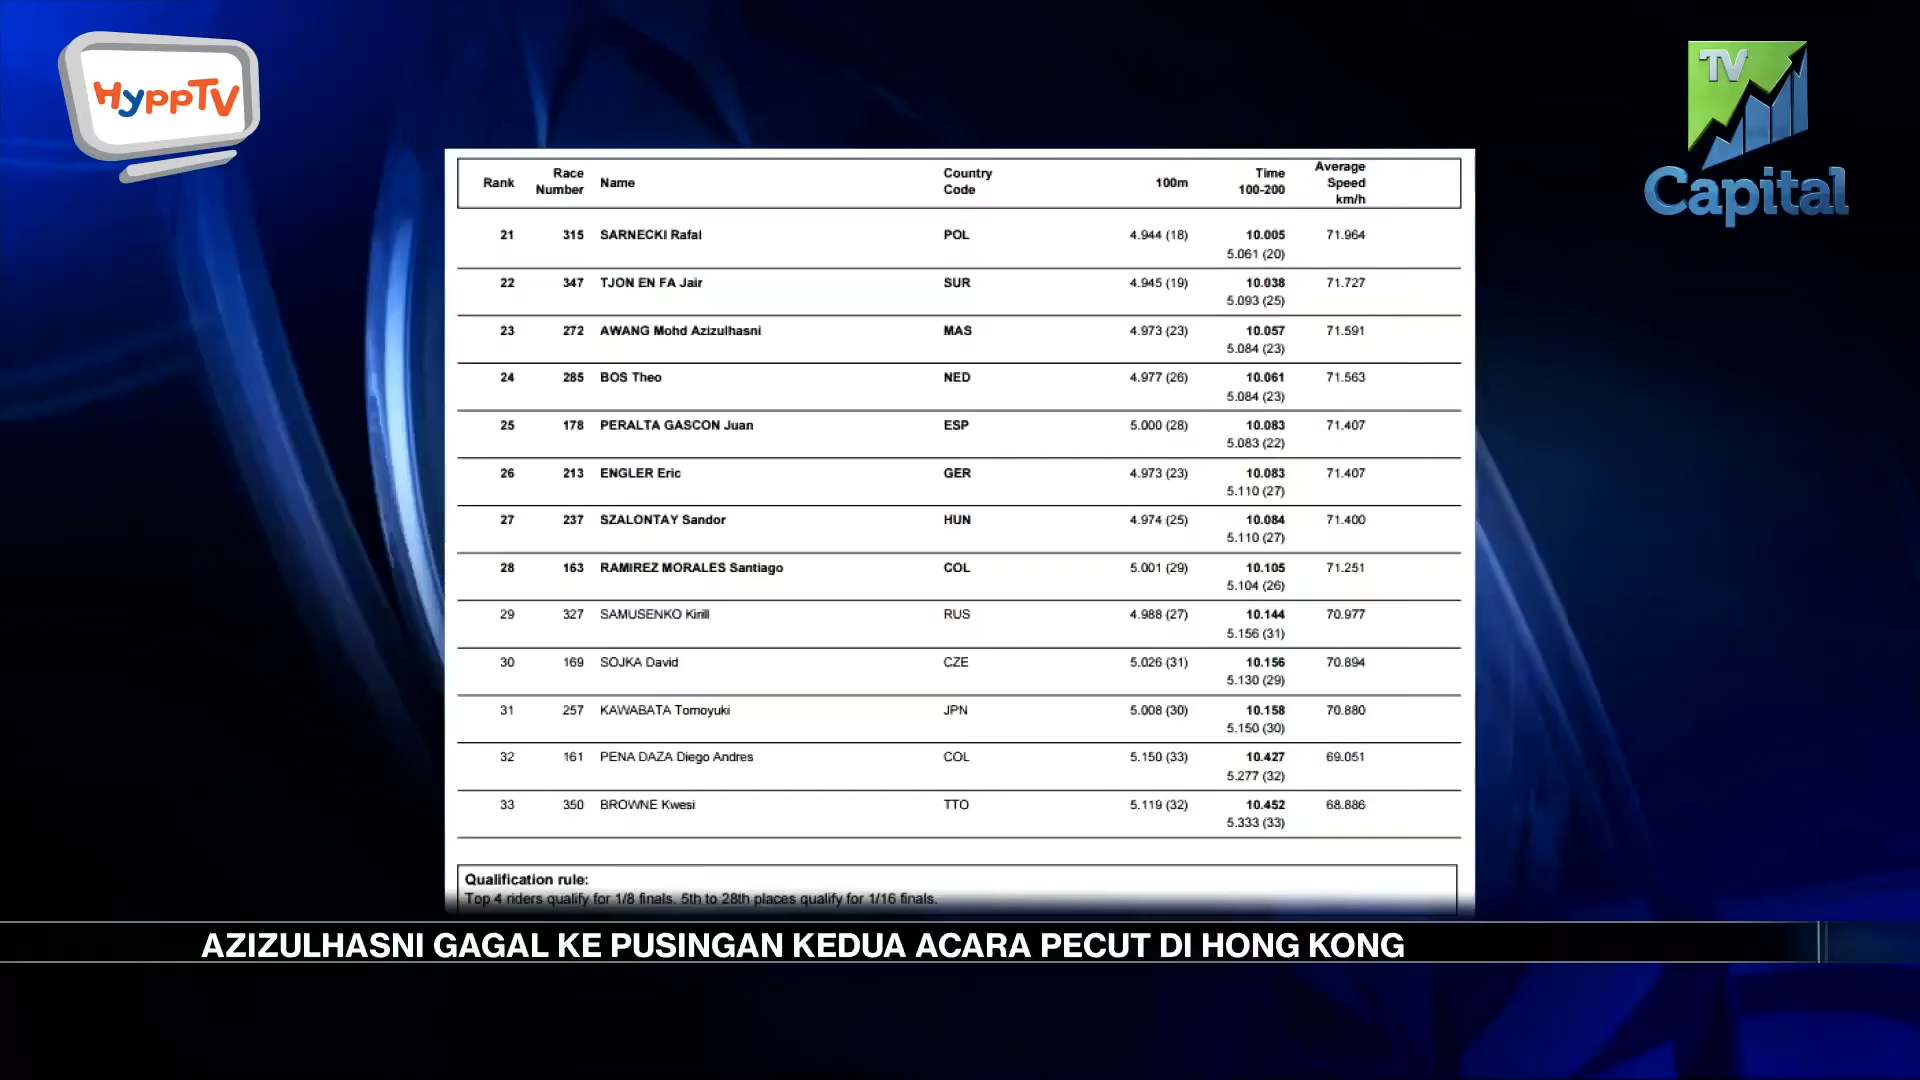 HyppTV
TV
Capital
Rank Race Number Name Country Code 100m Time 100-200 Average Speed km/h
21 315 SARNECKI Rafal POL 4.944 (18) 10.005 71.964
5.061 (20)
22 347 TJON EN FA Jair SUR 4.945 (19) 10.038 71.727
5.093 (25)
23 272 AWANG Mohd Azizulhasni MAS 4.973 (23) 10.057 71.591
5.084 (23)
24 285 BOS Theo NED 4.977 (26) 10.061 71.563
5.084 (23)
25 178 PERALTA GASCON Juan ESP 5.000 (28) 10.083 71.407
5.083 (22)
26 213 ENGLER Eric GER 4.973 (23) 10.083 71.407
5.110 (27)
27 237 SZALONTAY Sandor HUN 4.974 (25) 10.084 71.400
5.110 (27)
28 163 RAMIREZ MORALES Santiago COL 5.001 (29) 10.105 71.251
5.104 (26)
29 327 SAMUSENKO Kirill RUS 4.988 (27) 10.144 70.977
5.156 (31)
30 169 SOJKA David CZE 5.026 (31) 10.156 70.894
5.130 (29)
31 257 KAWABATA Tomoyuki JPN 5.008 (30) 10.158 70.880
5.150 (30)
32 161 PENA DAZA Diego Andres COL 5.150 (33) 10.427 69.051
5.277 (32)
33 350 BROWNE Kwesi TTO 5.119 (32) 10.452 68.886
5.333 (33)
Qualification rule:
Top 4 riders qualify for 1/8 finals. 5th to 28th places qualify for 1/16 finals.
AZIZULHASNI GAGAL KE PUSINGAN KEDUA ACARA PECUT DI HONG KONG